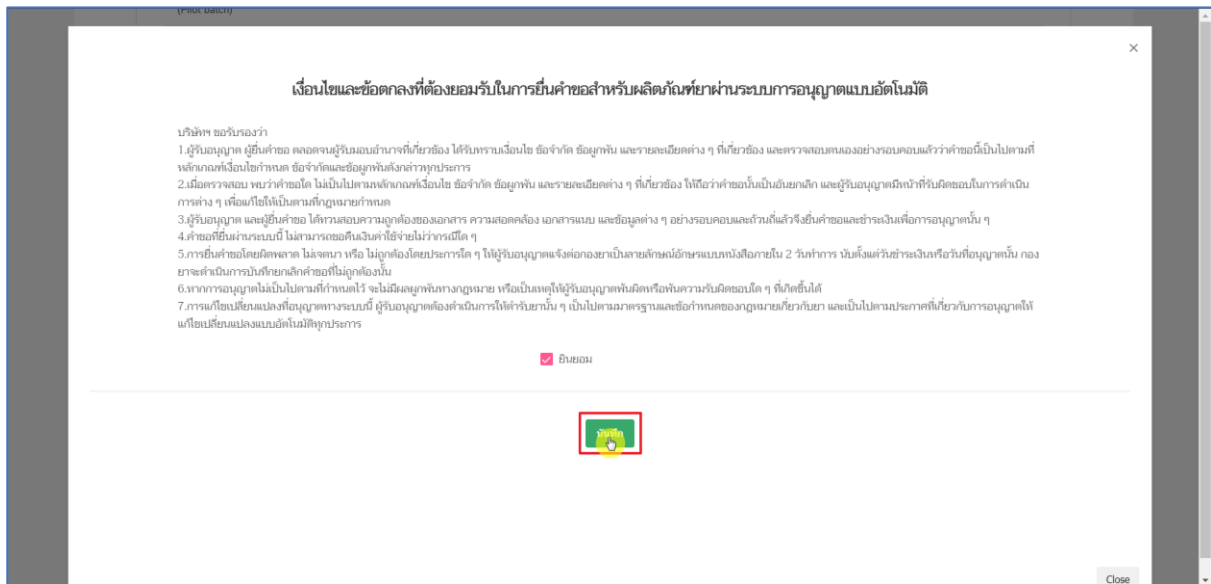 (Pilot batch)
×
เงื่อนไขและข้อตกลงที่ต้องยอมรับในการยื่นคำขอสำหรับผลิตภัณฑ์ยาผ่านระบบการอนุญาตแบบอัตโนมัติ
บริษัทฯ ขอรับรองว่า
1.ผู้รับอนุญาต ผู้ยื่นคำขอ ตลอดจนผู้รับมอบอำนาจที่เกี่ยวข้อง ได้รับทราบเงื่อนไข ข้อจำกัด ข้อผูกพัน และรายละเอียดต่าง ๆ ที่เกี่ยวข้อง และตรวจสอบตนเองอย่างรอบคอบแล้วว่าคำขอนี้เป็นไปตามที่
หลักเกณฑ์เงื่อนไขกำหนด ข้อจำกัดและข้อผูกพันดังกล่าวทุกประการ
2.เมื่อตรวจสอบ พบว่าคำขอใด ไม่เป็นไปตามหลักเกณฑ์เงื่อนไข ข้อจำกัด ข้อผูกพัน และรายละเอียดต่าง ๆ ที่เกี่ยวข้อง ให้ถือว่าคำขอนั้นเป็นอันยกเลิก และผู้รับอนุญาตมีหน้าที่รับผิดชอบในการดำเนิน
การต่าง ๆ เพื่อแก้ไขให้เป็นตามที่กฎหมายกำหนด
3.ผู้รับอนุญาต และผู้ยื่นคำขอ ได้ทวนสอบความถูกต้องของเอกสาร ความสอดคล้อง เอกสารแนบ และข้อมูลต่าง ๆ อย่างรอบคอบและถ้วนถี่แล้วจึงยื่นคำขอและชำระเงินเพื่อการอนุญาตนั้น ๆ
4.คำขอที่ยื่นผ่านระบบนี้ ไม่สามารถขอคืนเงินค่าใช้จ่ายไม่ว่ากรณีใด ๆ
5.การยื่นคำขอโดยผิดพลาด ไม่เจตนา หรือ ไม่ถูกต้องโดยประการใด ๆ ให้ผู้รับอนุญาตแจ้งต่อกองยาเป็นลายลักษณ์อักษรแบบหนังสือภายใน 2 วันทำการ นับตั้งแต่วันชำระเงินหรือวันที่อนุญาตนั้น กอง
ยาจะดำเนินการบันทึกยกเลิกคำขอที่ไม่ถูกต้องนั้น
6.หากการอนุญาตไม่เป็นไปตามที่กำหนดไว้ จะไม่มีผลผูกพันทางกฎหมาย หรือเป็นเหตุให้ผู้รับอนุญาตพ้นผิดหรือพ้นความรับผิดชอบใด ๆ ที่เกิดขึ้นได้
7.การแก้ไขเปลี่ยนแปลงที่อนุญาตทางระบบนี้ ผู้รับอนุญาตต้องดำเนินการให้ตำรับยานั้น ๆ เป็นไปตามมาตรฐานและข้อกำหนดของกฎหมายเกี่ยวกับยา และเป็นไปตามประกาศที่เกี่ยวกับการอนุญาตให้
แก้ไขเปลี่ยนแปลงแบบอัตโนมัติทุกประการ
ยินยอม
บันทึก
Close